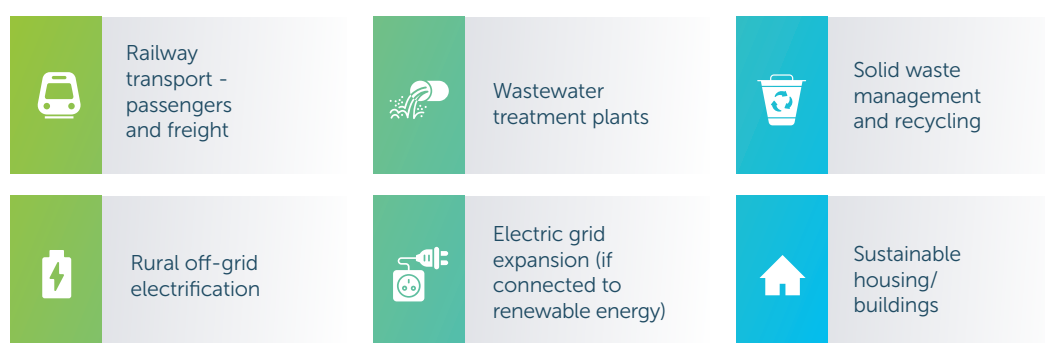 Railway
transport -
passengers
and freight
Wastewater
treatment plants
Solid waste
management
and recycling
Rural off-grid
electrification
Electric grid
expansion (if
connected to
renewable energy)
Sustainable
housing/
buildings